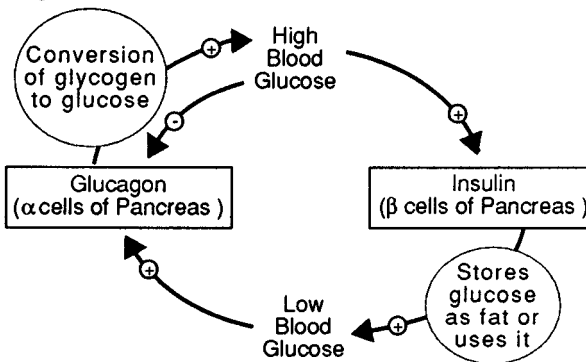 Conversion
of glycogen
to glucose
+
High
Blood
Glucose
-
+
Glucagon
(α cells of Pancreas )
Insulin
(β cells of Pancreas )
+
Low
Blood
Glucose
+
Stores
glucose
as fat or
uses it